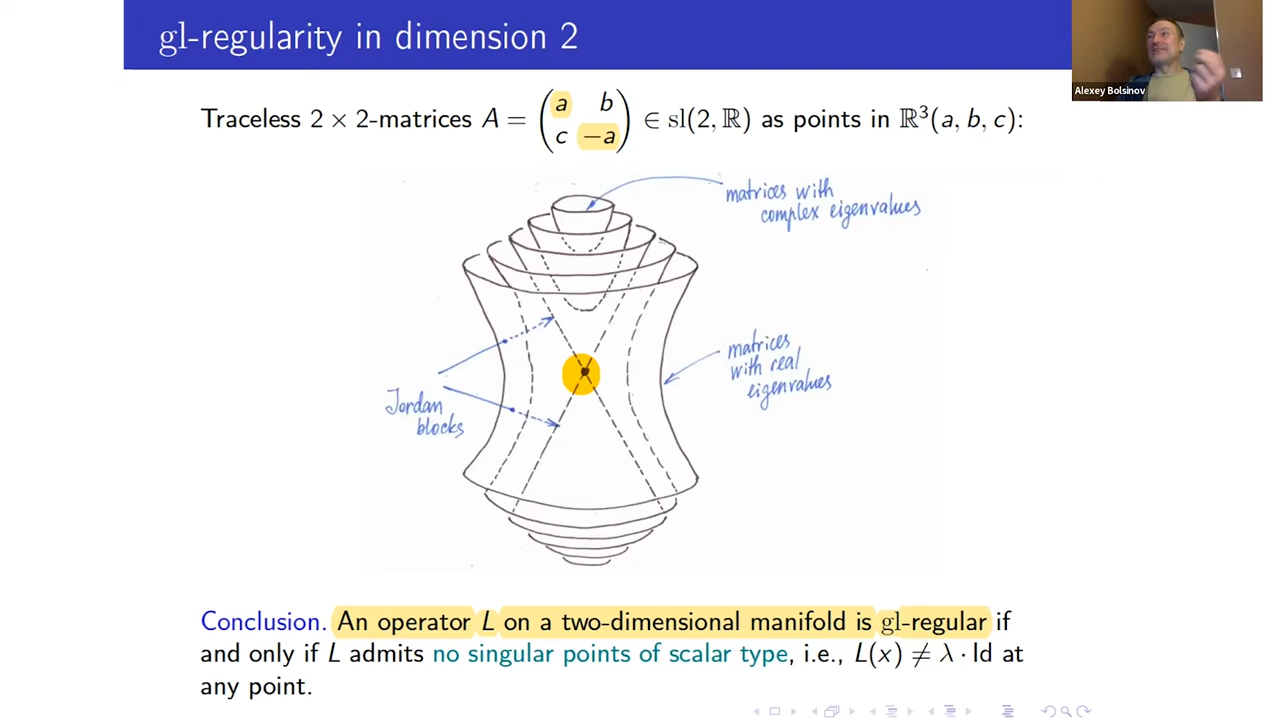 gl-regularity in dimension 2
Alexey Bolsinov
Traceless 2 × 2-matrices A = (a b; c −a) ∈ sl(2, ℝ) as points in ℝ³(a, b, c):
matrices with
complex eigenvalues
matrices
with real
eigenvalues
Jordan
blocks
Conclusion. An operator L on a two-dimensional manifold is gl-regular if
and only if L admits no singular points of scalar type, i.e., L(x) ≠ λ · Id at
any point.